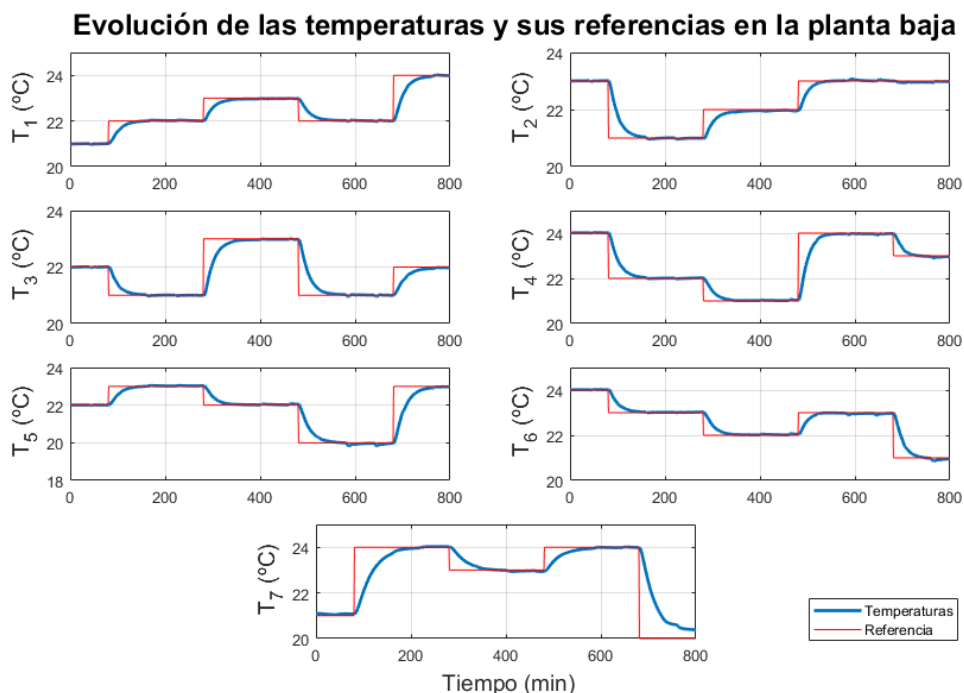 Evolución de las temperaturas y sus referencias en la planta baja
T1 (ºC)
24
22
20
0 200 400 600 800
T2 (ºC)
24
22
20
0 200 400 600 800
T3 (ºC)
24
22
20
0 200 400 600 800
T4 (ºC)
24
22
20
0 200 400 600 800
T5 (ºC)
24
22
20
18
0 200 400 600 800
T6 (ºC)
24
22
20
0 200 400 600 800
T7 (ºC)
24
22
20
0 200 400 600 800
Tiempo (min)
Temperaturas
Referencia